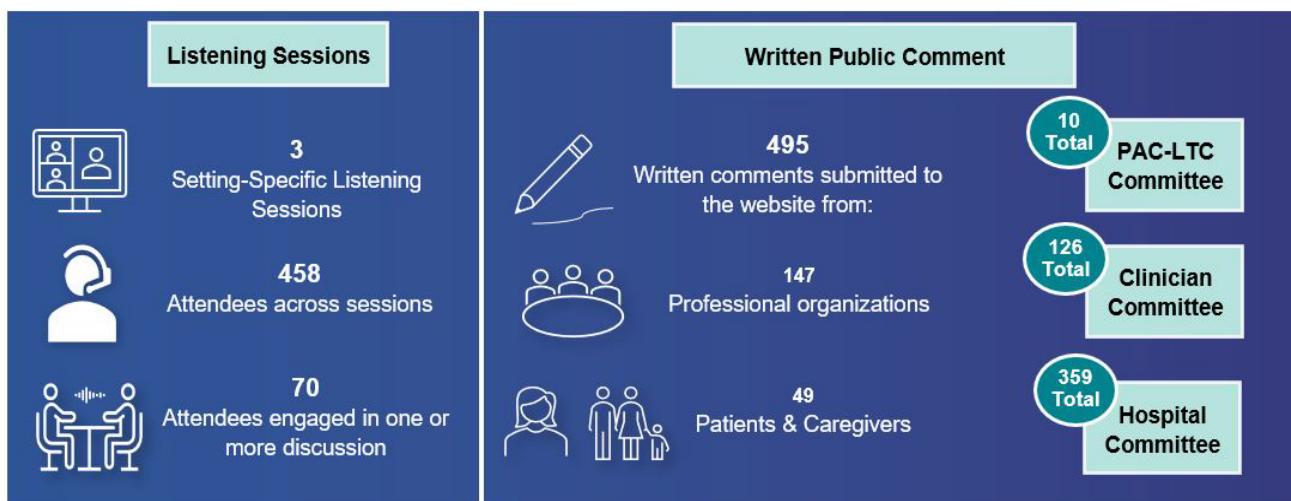 Listening Sessions
3
Setting-Specific Listening
Sessions
458
Attendees across sessions
70
Attendees engaged in one or
more discussion
Written Public Comment
495
Written comments submitted to
the website from:
147
Professional organizations
49
Patients & Caregivers
10
Total
PAC-LTC
Committee
126
Total
Clinician
Committee
359
Total
Hospital
Committee